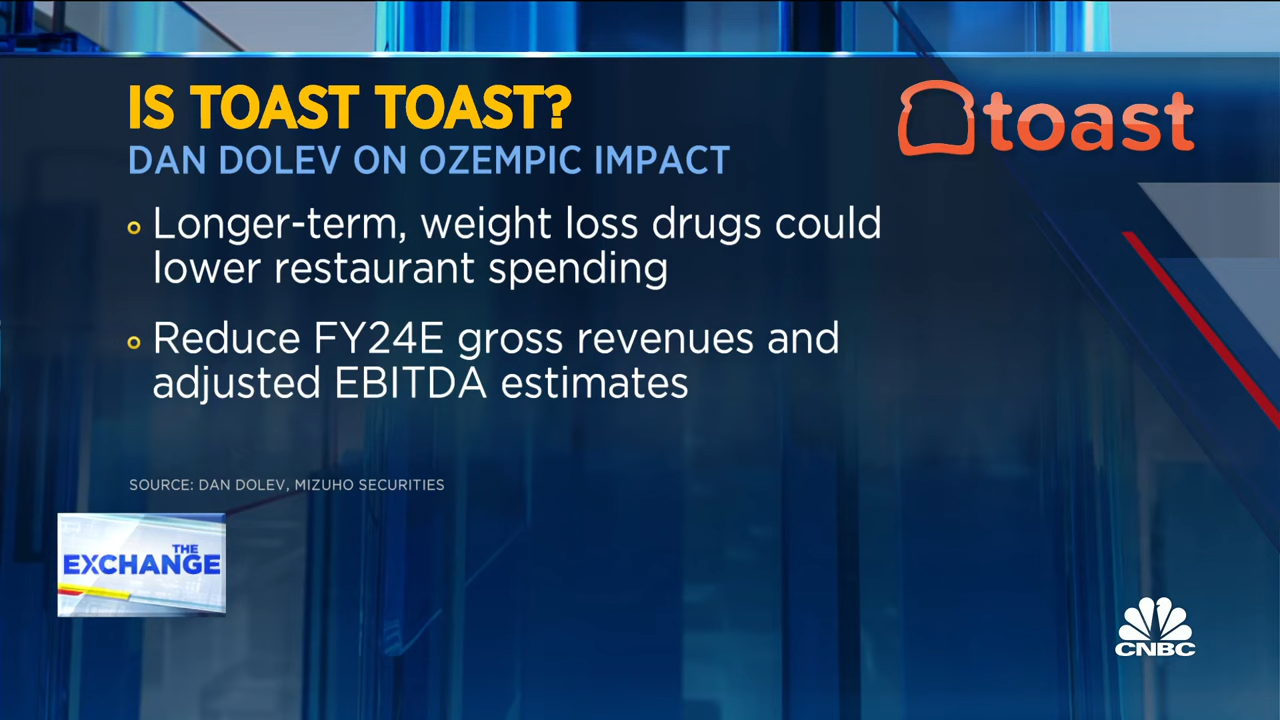 IS TOAST TOAST?
toast
DAN DOLEV ON OZEMPIC IMPACT
Longer-term, weight loss drugs could
lower restaurant spending
Reduce FY24E gross revenues and
adjusted EBITDA estimates
SOURCE: DAN DOLEV, MIZUHO SECURITIES
THE
EXCHANGE
CNBC